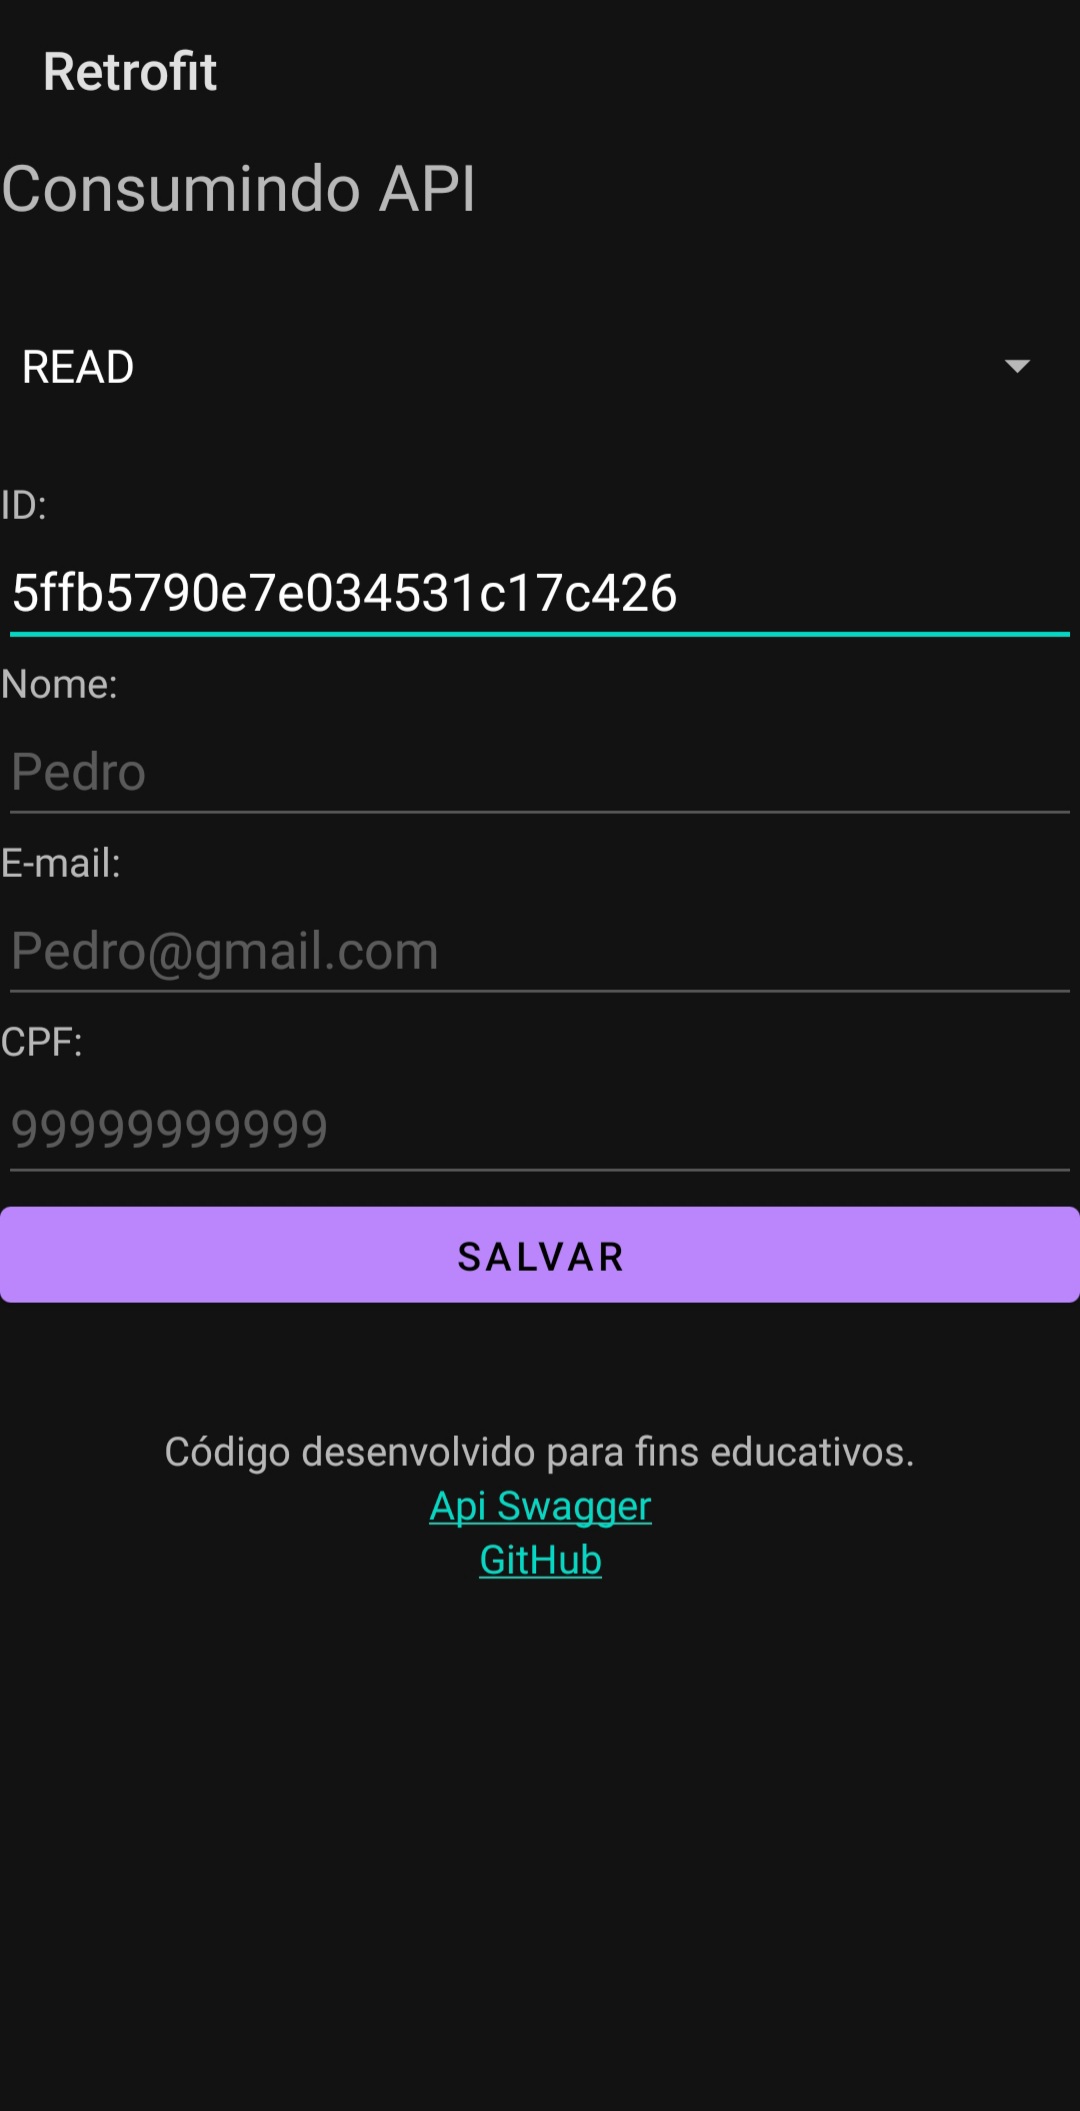 Retrofit
Consumindo API
READ
ID:
5ffb5790e7e034531c17c426
Nome:
Pedro
E-mail:
Pedro@gmail.com
CPF:
99999999999
SALVAR
Código desenvolvido para fins educativos.
Api Swagger
GitHub